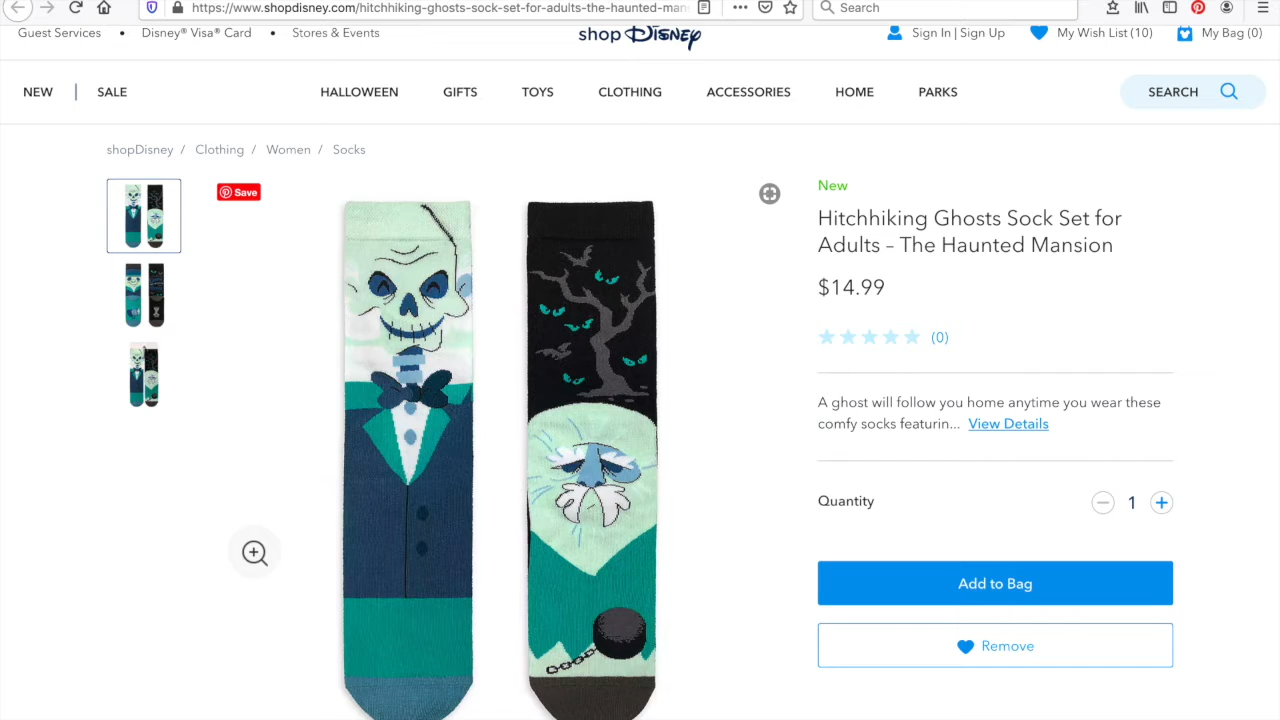 https://www.shopdisney.com/hitchhiking-ghosts-sock-set-for-adults-the-haunted-man
Search
Guest Services • Disney® Visa® Card • Stores & Events
shop Disney
Sign In | Sign Up
My Wish List (10)
My Bag (0)
NEW | SALE
HALLOWEEN GIFTS TOYS CLOTHING ACCESSORIES HOME PARKS
SEARCH
shopDisney / Clothing / Women / Socks
Save
New
Hitchhiking Ghosts Sock Set for
Adults – The Haunted Mansion
$14.99
(0)
A ghost will follow you home anytime you wear these
comfy socks featurin... View Details
Quantity
1
Add to Bag
Remove